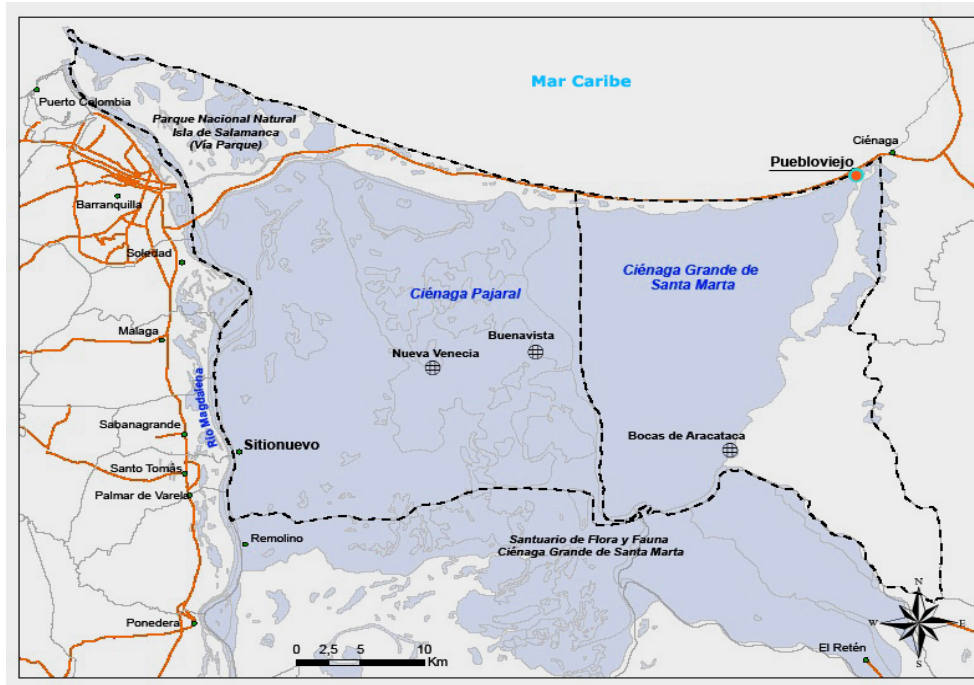 Mar Caribe
Puerto Colombia
Parque Nacional Natural
Isla de Salamanca
(Vía Parque)
Ciénaga
Puebloviejo
Barranquilla
Soledad
Ciénaga Grande de
Santa Marta
Ciénaga Pajaral
Malaga
Buenavista
Nueva Venecia
Río Magdalena
Sabanagrande
Sitionuevo
Bocas de Aracataca
Santo Tomás
Palmar de Varela
Remolino
Santuario de Flora y Fauna
Ciénaga Grande de Santa Marta
N
W
E
S
Ponedera
El Retén
0 2,5 5 10
Km